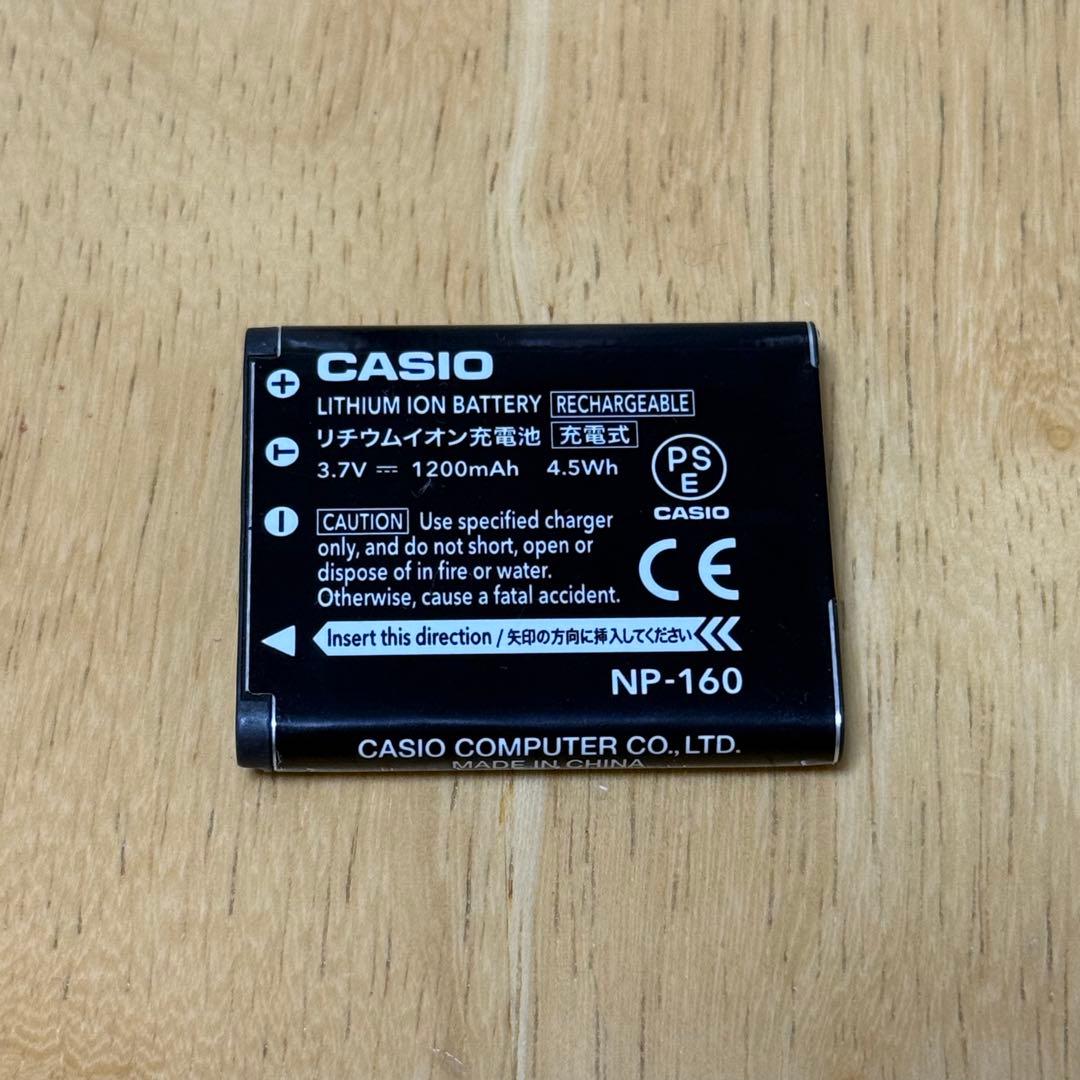 CASIO
LITHIUM ION BATTERY RECHARGEABLE
リチウムイオン充電池 充電式
3.7V ⎓ 1200mAh 4.5Wh
+
T
-
PS
E
CASIO
CAUTION Use specified charger
only, and do not short, open or
dispose of in fire or water.
Otherwise, cause a fatal accident.
CE
Insert this direction / 矢印の方向に挿入してください
NP-160
CASIO COMPUTER CO., LTD.
MADE IN CHINA